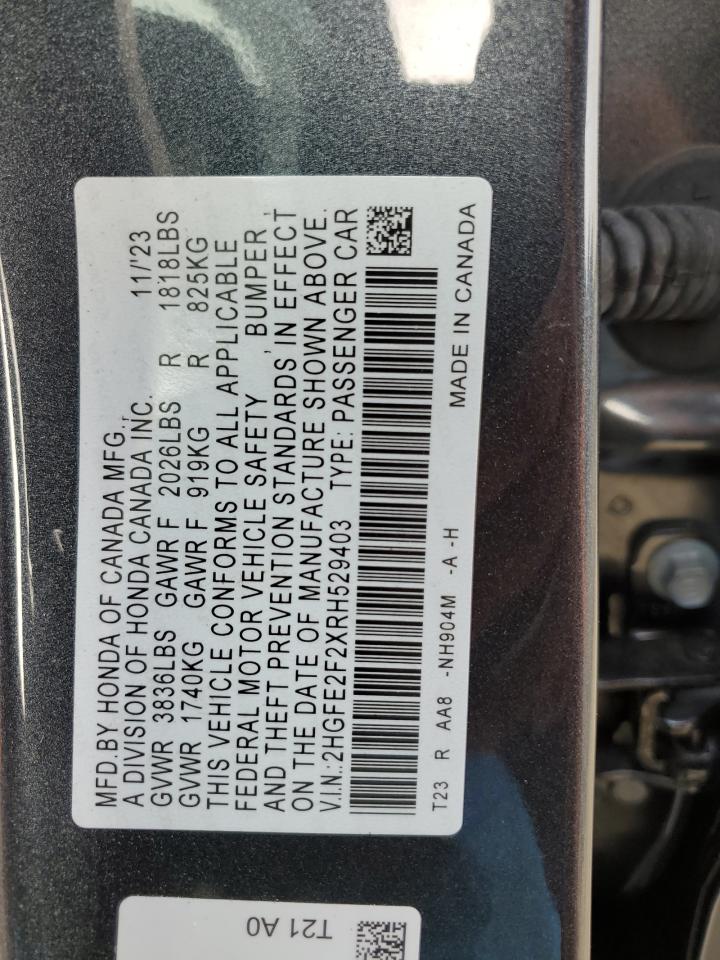 MFD.BY HONDA OF CANADA MFG.,
A DIVISION OF HONDA CANADA INC. 11/'23
GVWR 3836LBS GAWR F 2026LBS R 1818LBS
GVWR 1740KG GAWR F 919KG R 825KG
THIS VEHICLE CONFORMS TO ALL APPLICABLE
FEDERAL MOTOR VEHICLE SAFETY , BUMPER ,
AND THEFT PREVENTION STANDARDS, IN EFFECT
ON THE DATE OF MANUFACTURE SHOWN ABOVE.
V.I.N.:2HGFE2F2XRH529403 TYPE: PASSENGER CAR
T23 R AA8 -NH904M -A -H MADE IN CANADA
T21 A0